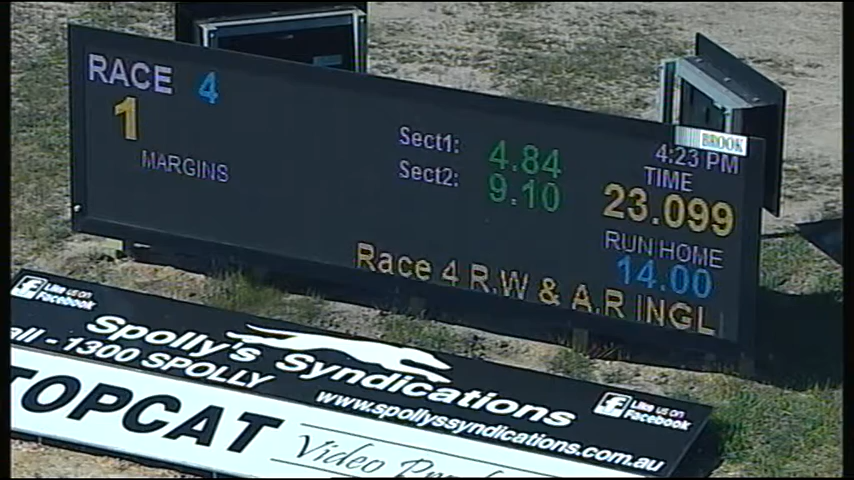 RACE 4
1
MARGINS
Sect1: 4.84
Sect2: 9.10
BROOK
4:23 PM
TIME
23.099
RUN HOME
14.00
Race 4 R.W & A.R INGL
Like us on
Facebook
Spolly's Syndications
all - 1300 SPOLLY
www.spollyssyndications.com.au
Like us on
Facebook
TOPCAT
Video